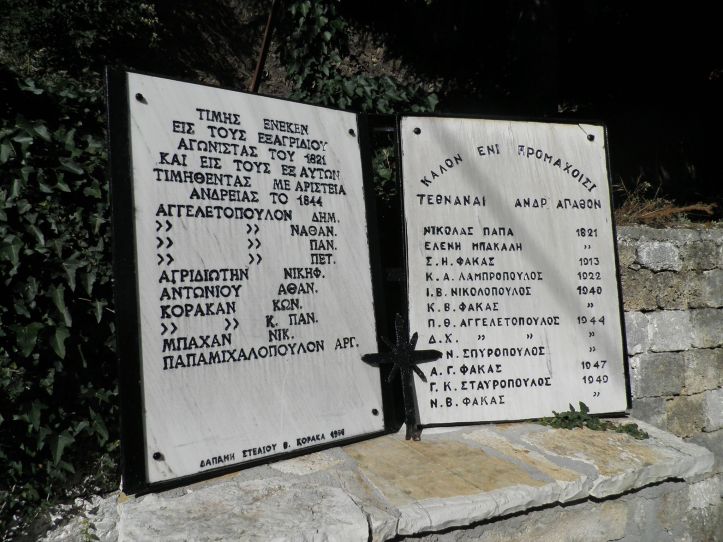 ΤΙΜΗΣ ΕΝΕΚΕΝ
ΕΙΣ ΤΟΥΣ ΕΞΑΓΡΙΔΙΟΥ
ΑΓΩΝΙΣΤΑΣ ΤΟΥ 1821
ΚΑΙ ΕΙΣ ΤΟΥΣ ΕΞ ΑΥΤΩΝ
ΤΙΜΗΘΕΝΤΑΣ ΜΕ ΑΡΙΣΤΕΙΑ
ΑΝΔΡΕΙΑΣ ΤΟ 1844
ΑΓΓΕΛΕΤΟΠΟΥΛΟΝ ΔΗΜ.
〃 〃 ΝΑΘΑΝ.
〃 〃 ΠΑΝ.
〃 〃 ΠΕΤ.
ΑΓΡΙΔΙΩΤΗΝ ΝΙΚΗΦ.
ΑΝΤΩΝΙΟΥ ΑΘΑΝ.
ΚΟΡΑΚΑΝ ΚΩΝ.
〃 〃 Κ. ΠΑΝ.
ΜΠΑΧΑΝ ΝΙΚ.
ΠΑΠΑΜΙΧΑΛΟΠΟΥΛΟΝ ΑΡΓ.
ΔΑΠΑΝΗ ΣΤΕΛΙΟΥ Θ. ΚΟΡΑΚΑ
ΚΑΛΟΝ ΕΝΙ ΠΡΟΜΑΧΟΙΣΙ
ΤΕΘΝΑΝΑΙ ΑΝΔΡ ΑΓΑΘΟΝ
ΝΙΚΟΛΑΣ ΠΑΠΑ 1821
ΕΛΕΝΗ ΜΠΑΚΑΛΗ 〃
Σ.Η. ΦΑΚΑΣ 1913
Κ.Α. ΛΑΜΠΡΟΠΟΥΛΟΣ 1922
Ι.Β. ΝΙΚΟΛΟΠΟΥΛΟΣ 1940
Κ.Β. ΦΑΚΑΣ 〃
Π.Θ. ΑΓΓΕΛΕΤΟΠΟΥΛΟΣ 1944
Δ.Χ. 〃 〃 〃
Ν. ΣΠΥΡΟΠΟΥΛΟΣ 〃
Α.Γ. ΦΑΚΑΣ 1947
Γ.Κ. ΣΤΑΥΡΟΠΟΥΛΟΣ 1949
Ν.Β. ΦΑΚΑΣ 〃